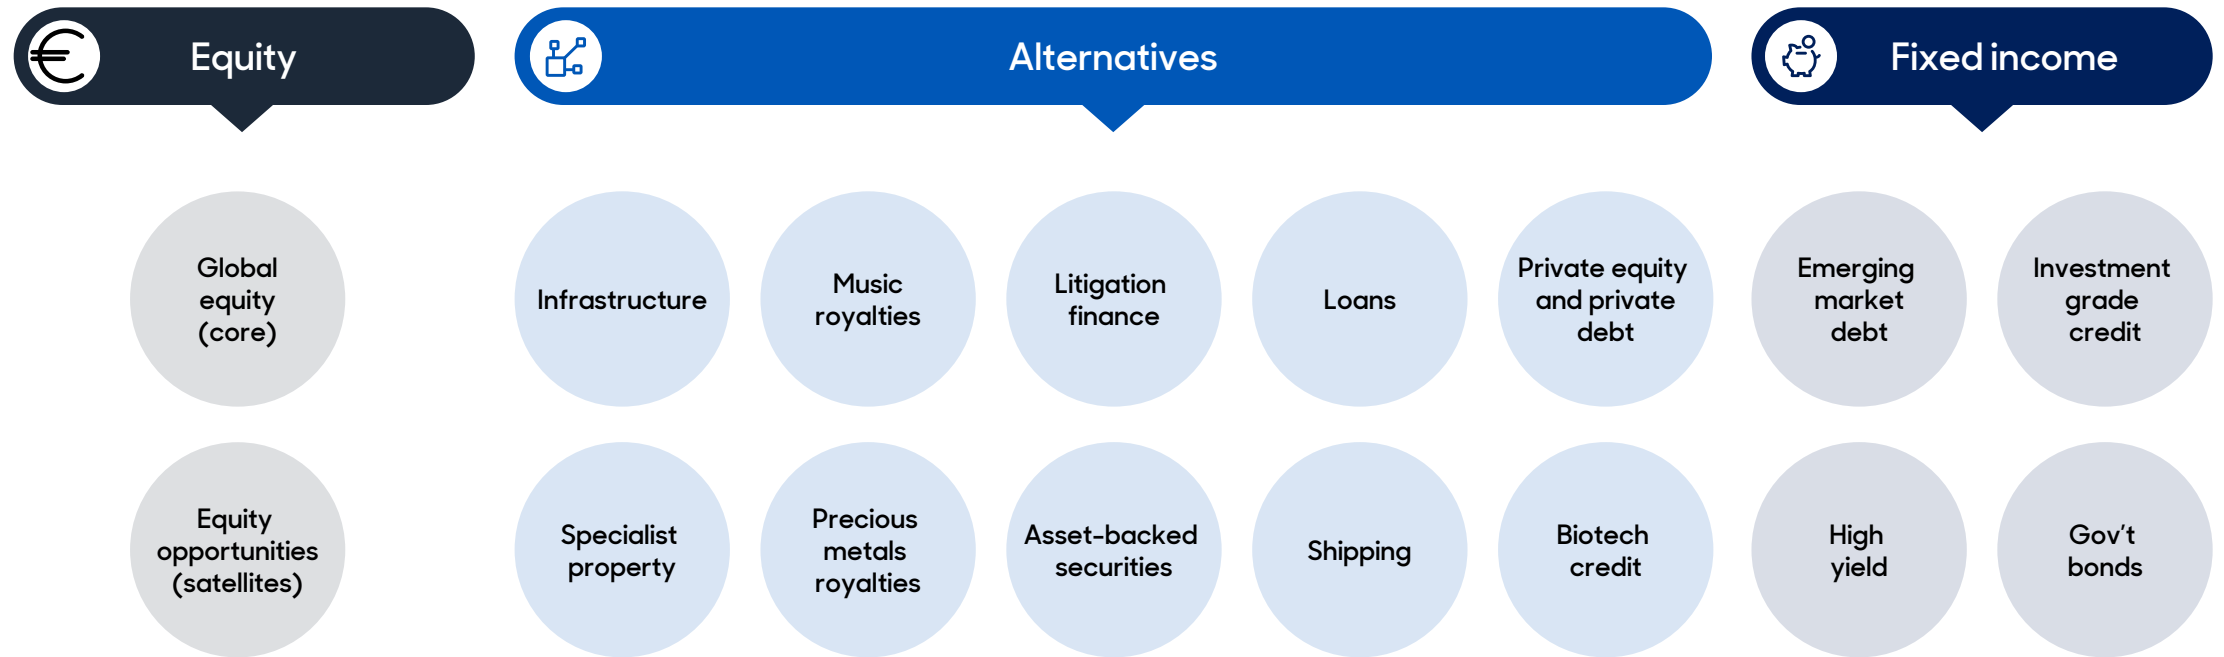 Equity
Alternatives
Fixed income
Global
equity
(core)
Infrastructure
Music
royalties
Litigation
finance
Loans
Private equity
and private
debt
Emerging
market
debt
Investment
grade
credit
Equity
opportunities
(satellites)
Specialist
property
Precious
metals
royalties
Asset-backed
securities
Shipping
Biotech
credit
High
yield
Gov’t
bonds